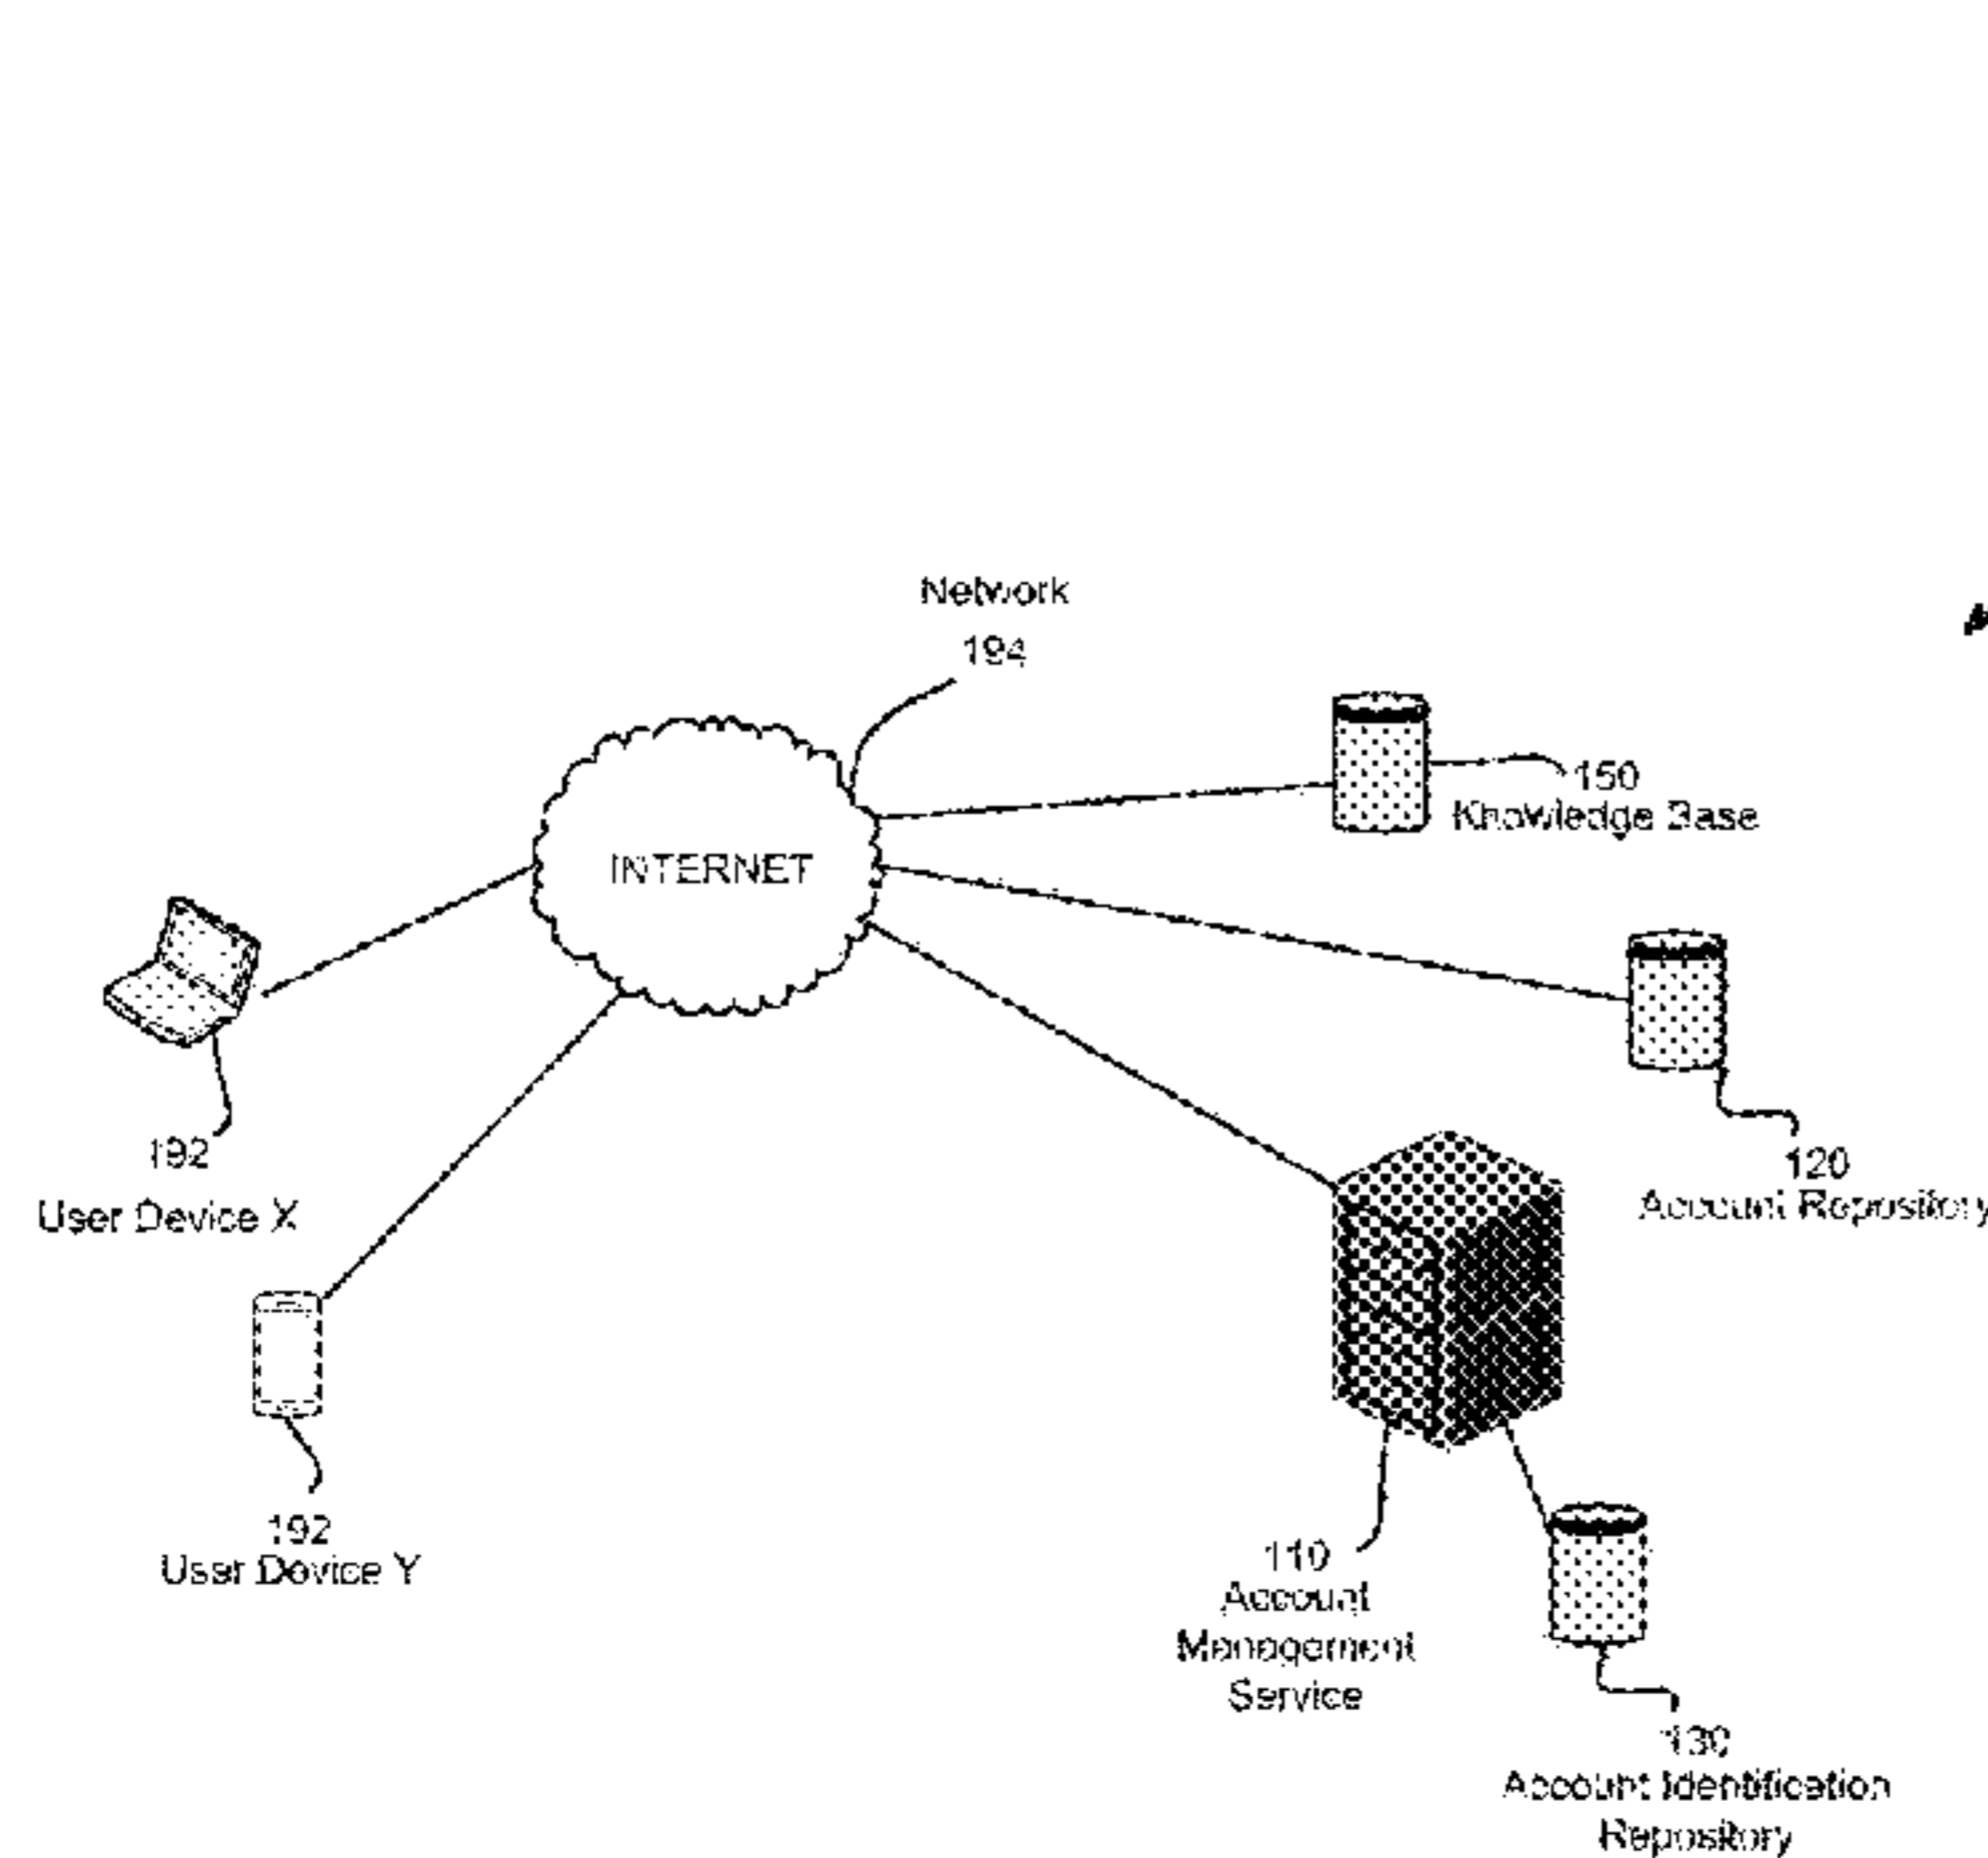 Network
194
150
Knowledge Base
INTERNET
192
User Device X
120
Account Repository
192
User Device Y
110
Account
Management
Service
130
Account Identification
Repository